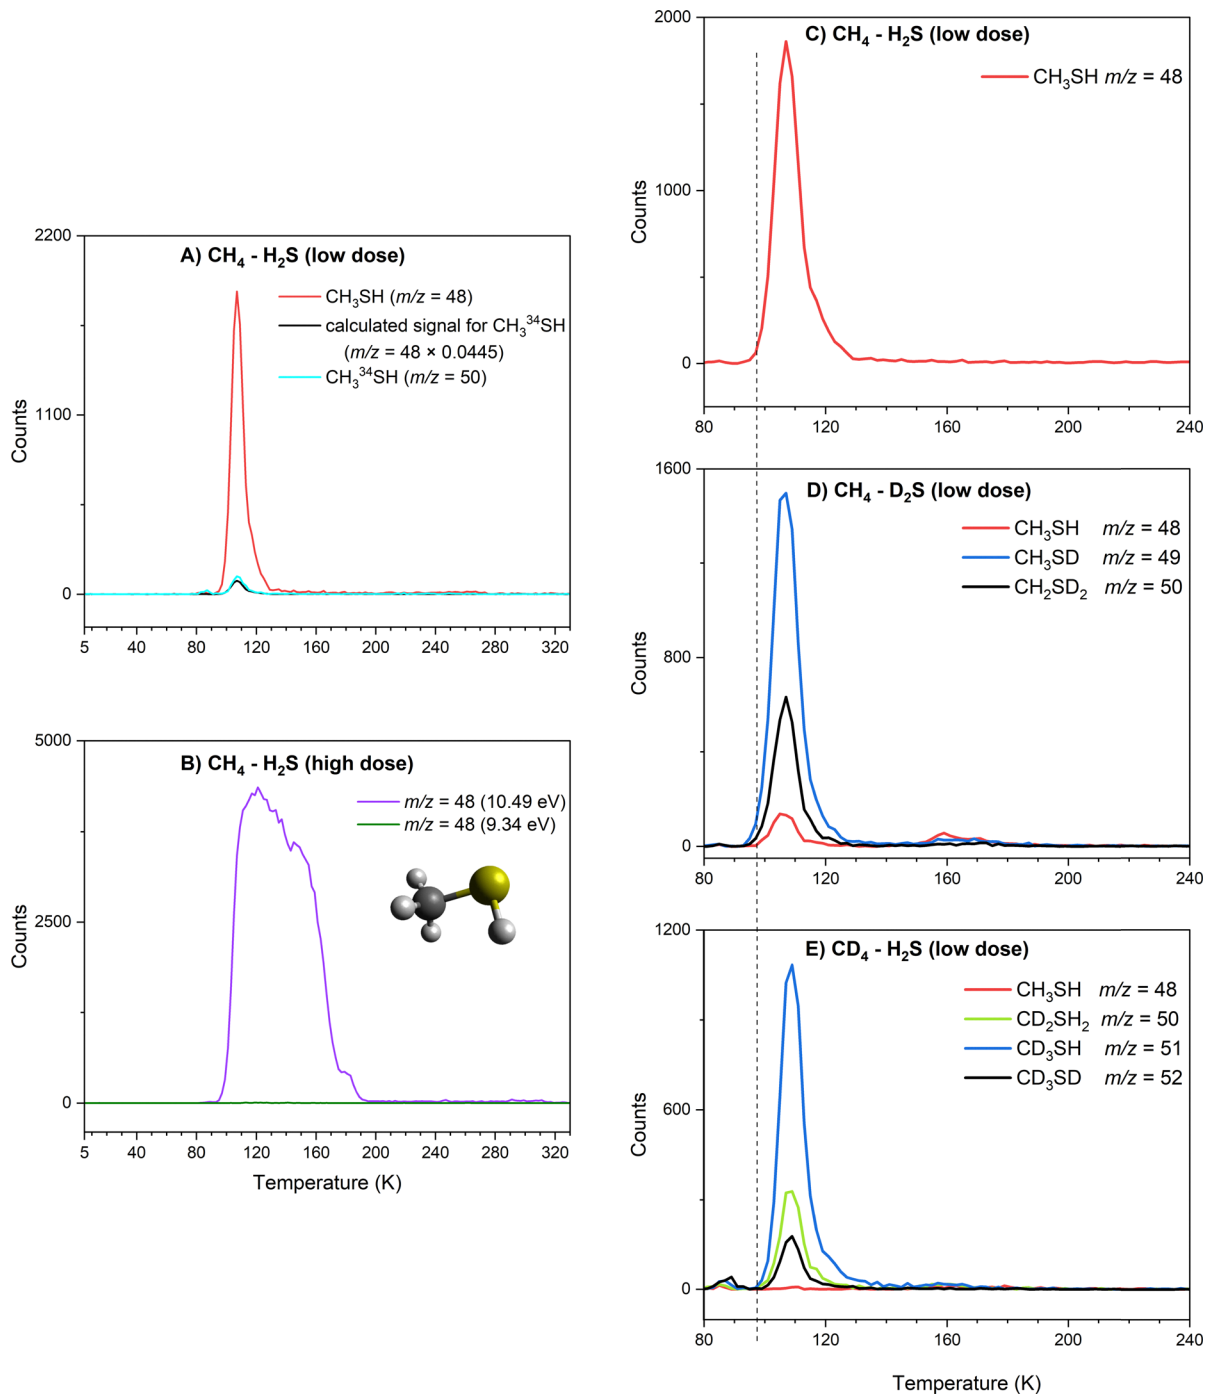 A) CH₄ - H₂S (low dose)
CH₃SH (m/z = 48)
calculated signal for CH₃³⁴SH
(m/z = 48 × 0.0445)
CH₃³⁴SH (m/z = 50)
2200
1100
0
Counts
5 40 80 120 160 200 240 280 320
B) CH₄ - H₂S (high dose)
m/z = 48 (10.49 eV)
m/z = 48 (9.34 eV)
5000
2500
0
Counts
5 40 80 120 160 200 240 280 320
Temperature (K)
C) CH₄ - H₂S (low dose)
CH₃SH m/z = 48
2000
1000
0
Counts
80 120 160 200 240
D) CH₄ - D₂S (low dose)
CH₃SH m/z = 48
CH₃SD m/z = 49
CH₂SD₂ m/z = 50
1600
800
0
Counts
80 120 160 200 240
E) CD₄ - H₂S (low dose)
CH₃SH m/z = 48
CD₂SH₂ m/z = 50
CD₃SH m/z = 51
CD₃SD m/z = 52
1200
600
0
Counts
80 120 160 200 240
Temperature (K)